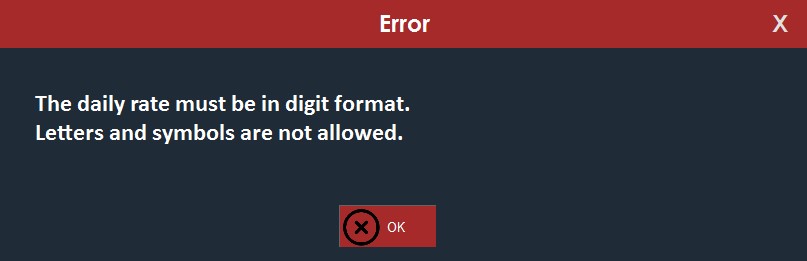 Error
X
The daily rate must be in digit format.
Letters and symbols are not allowed.
OK